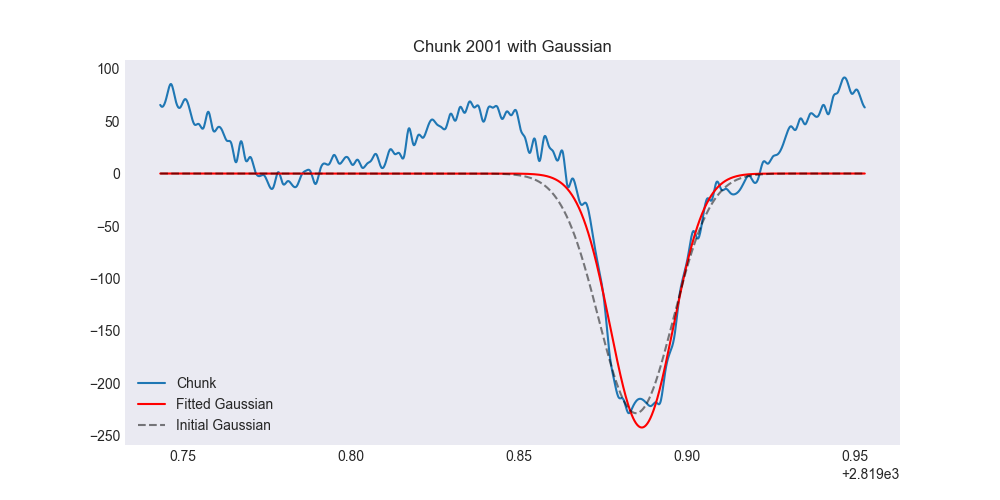 Chunk 2001 with Gaussian
100
50
0
−50
−100
−150
−200
−250
Chunk
Fitted Gaussian
Initial Gaussian
0.75 0.80 0.85 0.90 0.95
+2.819e3